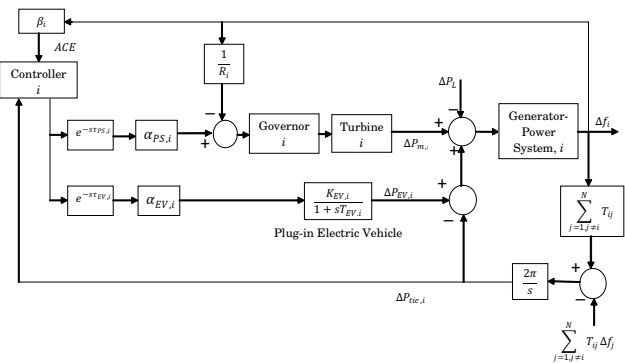 β_i
ACE
Controller
i
1
R_i
ΔP_L
Generator-
Power
System, i
Δf_i
e^{-sτ_{PS,i}}
α_{PS,i}
−
+
Governor
i
Turbine
i
ΔP_{m,i}
−
+
+
e^{-sτ_{EV,i}}
α_{EV,i}
K_{EV,i}
1 + sT_{EV,i}
ΔP_{EV,i}
+
−
Plug-in Electric Vehicle
N
∑ T_{ij}
j=1,j≠i
ΔP_{tie,i}
2π
s
+
−
N
∑ T_{ij} Δf_j
j=1,j≠i